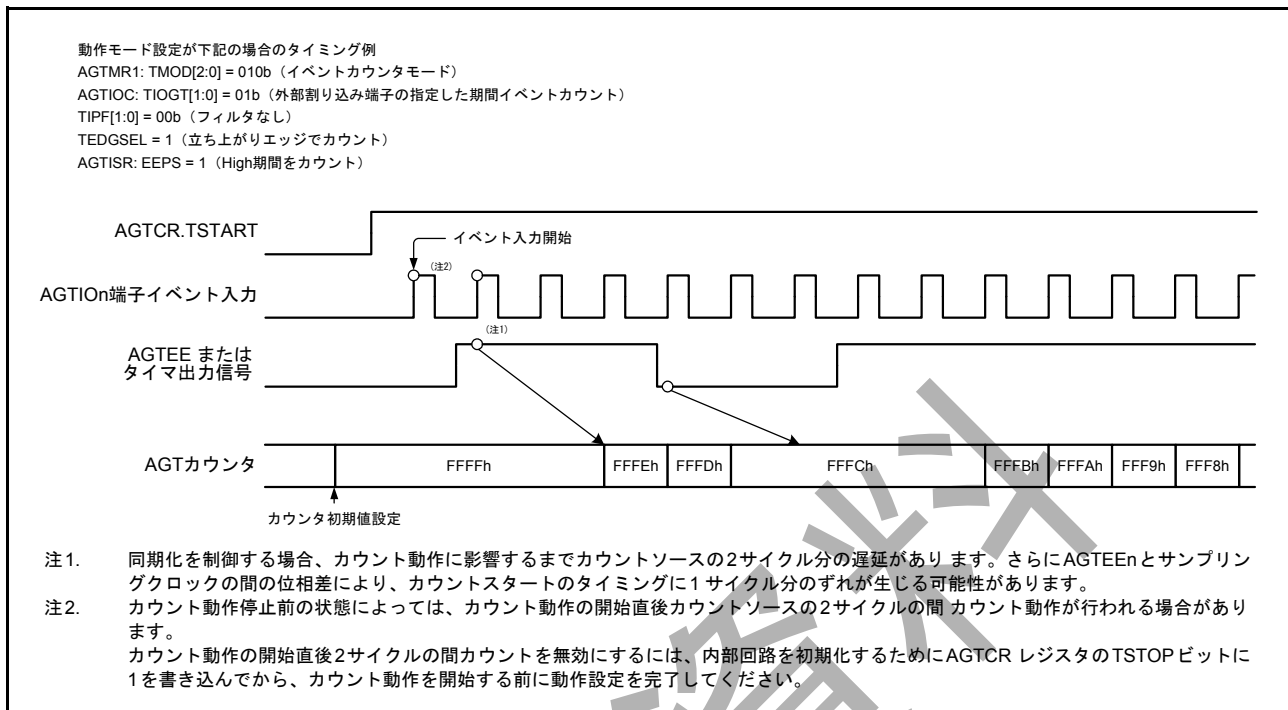 動作モード設定が下記の場合のタイミング例
AGTMR1: TMOD[2:0] = 010b（イベントカウンタモード）
AGTIOC: TIOGT[1:0] = 01b（外部割り込み端子の指定した期間イベントカウント）
TIPF[1:0] = 00b（フィルタなし）
TEDGSEL = 1（立ち上がりエッジでカウント）
AGTISR: EEPS = 1（High期間をカウント）
AGTCR.TSTART
イベント入力開始
（注2）
AGTIOn端子イベント入力
（注1）
AGTEE または
タイマ出力信号
AGTカウンタ
FFFFh FFFEh FFFDh FFFCh FFFBh FFFAh FFF9h FFF8h
カウンタ初期値設定
注1. 同期化を制御する場合、カウント動作に影響するまでカウントソースの2サイクル分の遅延があり ます。さらにAGTEEnとサンプリン
グクロックの間の位相差により、カウントスタートのタイミングに1 サイクル分のずれが生じる可能性があります。
注2. カウント動作停止前の状態によっては、カウント動作の開始直後カウントソースの2サイクルの間 カウント動作が行われる場合があり
ます。
カウント動作の開始直後2サイクルの間カウントを無効にするには、内部回路を初期化するためにAGTCR レジスタのTSTOPビットに
1を書き込んでから、カウント動作を開始する前に動作設定を完了してください。
資料